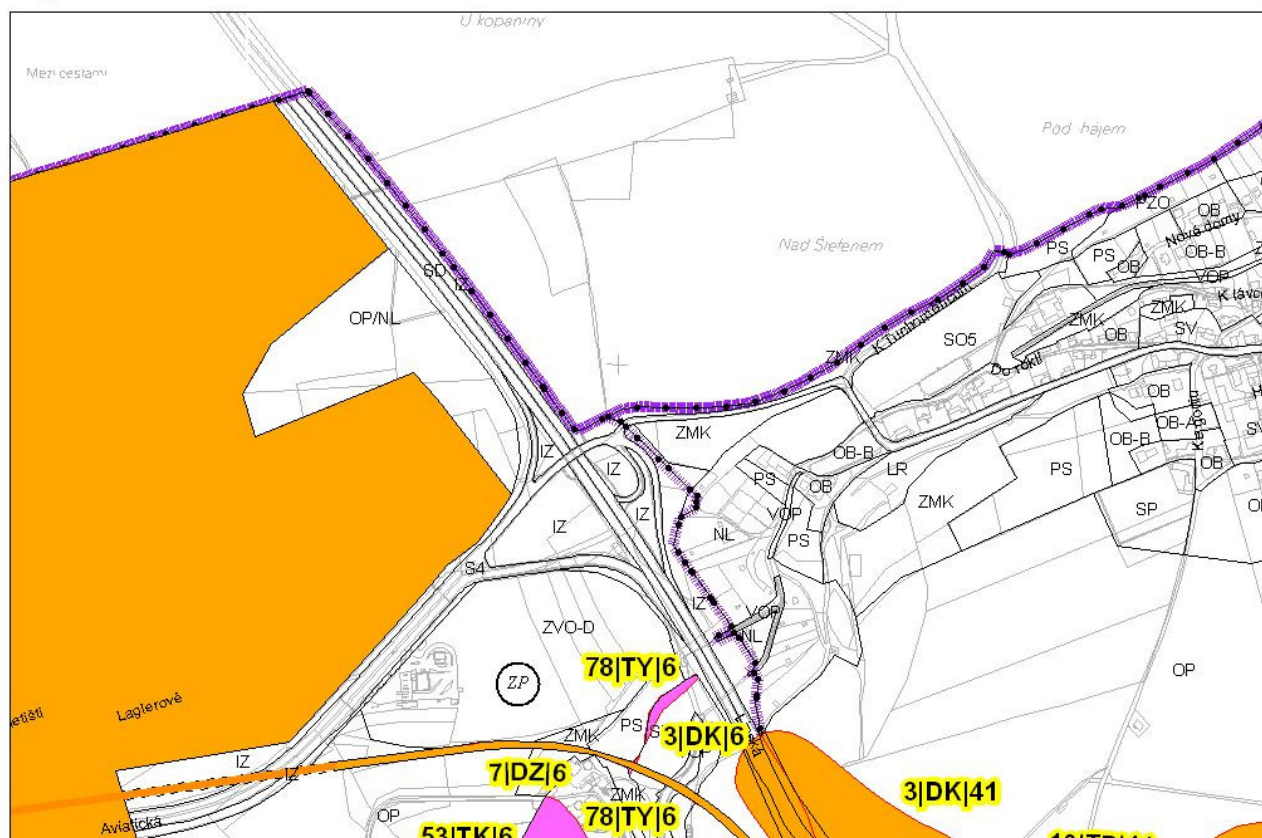 U kopaniny
Mezi cestami
Pod hájem
Nad Štefenem
PZO
OB
Nové domy
PS
PS
OB
OB-B
VOP
K Tuchoměřicům
ZMK
SO5
ZMK
OB
ZMK
SV
Do roklí
SD
IZ
OP/NL
OB
OB-A
OB-B
OB
K Igoniu
ZMK
OB-B
LR
PS
OB
ZMK
PS
SP
IZ
IZ
IZ
IZ
VOP
PS
NL
S4
IZ
VOP
NL
ZVO-D
OP
78|TY|6
ZP
Laglerové
PS
3|DK|6
ZMK
IZ
IZ
7|DZ|6
ZMK
78|TY|6
3|DK|41
OP
Aviatická
53|TK|6